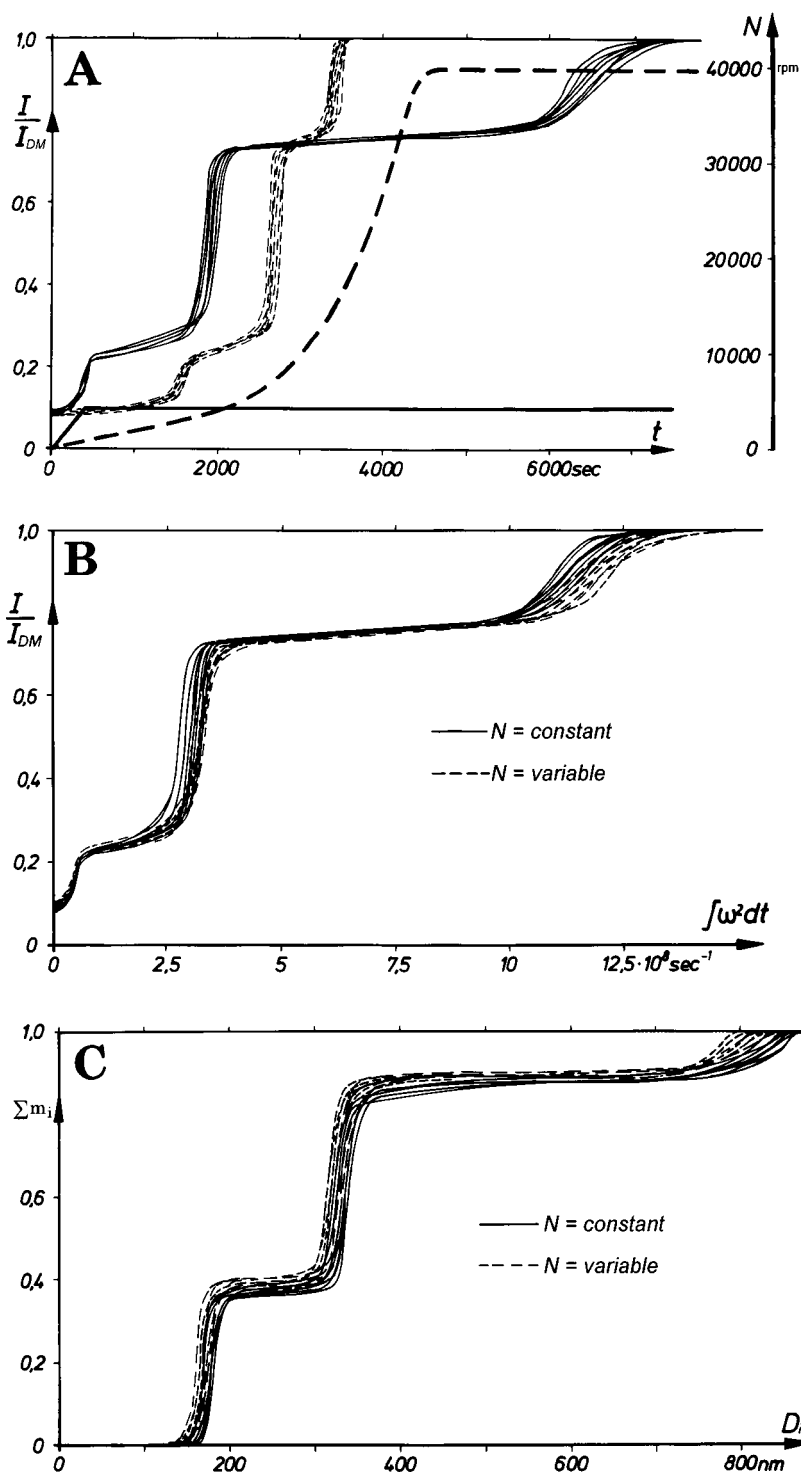 A
N
1,0
40000 rpm
I
I_DM
30000
0,6
20000
0,4
10000
0,2
t
0
0
0 2000 4000 6000sec
B
1,0
I
I_DM
0,6
N = constant
0,4
N = variable
0,2
∫ω²dt
0
0 2,5 5 7,5 10 12,5·10⁸sec⁻¹
C
1,0
Σmᵢ
0,6
N = constant
0,4
N = variable
0,2
0
0 200 400 600 800nm